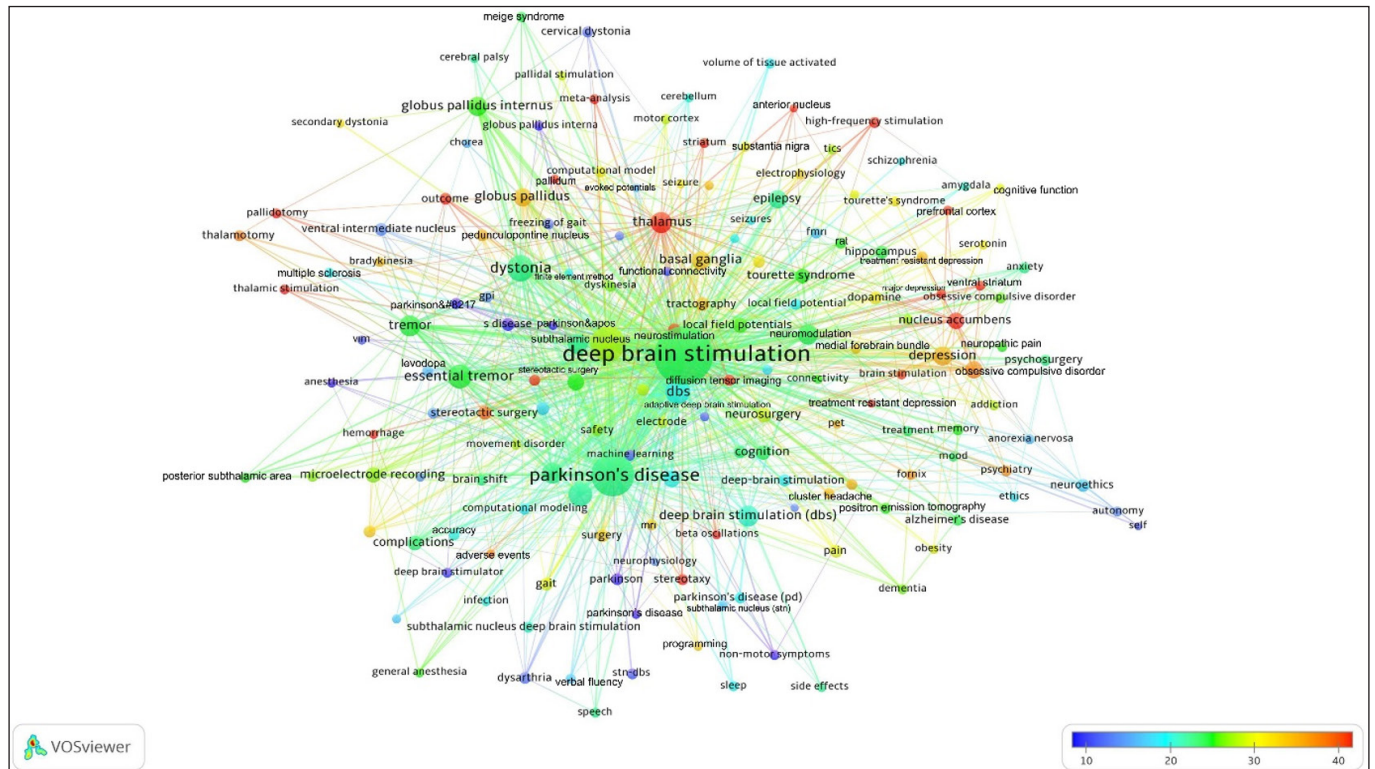 meige syndrome
cervical dystonia
cerebral palsy
volume of tissue activated
pallidal stimulation
meta-analysis
cerebellum
globus pallidus internus
anterior nucleus
secondary dystonia
globus pallidus interna
motor cortex
high-frequency stimulation
chorea
striatum
substantia nigra
tics
schizophrenia
computational model
pallidum
seizure
electrophysiology
evoked potentials
amygdala
cognitive function
outcome
globus pallidus
epilepsy
tourette's syndrome
pallidotomy
prefrontal cortex
thalamus
freezing of gait
seizures
thalamotomy
ventral intermediate nucleus
pedunculopontine nucleus
fmri
rat
serotonin
hippocampus
bradykinesia
basal ganglia
treatment resistant depression
multiple sclerosis
dystonia
finite element method
functional connectivity
tourette syndrome
anxiety
thalamic stimulation
dyskinesia
major depression
ventral striatum
parkinson&#8217
gpi
tractography
local field potential
dopamine
obsessive compulsive disorder
tremor
s disease
parkinson&apos
local field potentials
nucleus accumbens
vim
subthalamic nucleus
neurostimulation
neuromodulation
medial forebrain bundle
neuropathic pain
deep brain stimulation
depression
psychosurgery
levodopa
stereotactic surgery
obsessive compulsive disorder
anesthesia
essential tremor
diffusion tensor imaging
connectivity
brain stimulation
dbs
stereotactic surgery
adaptive deep brain stimulation
treatment resistant depression
addiction
neurosurgery
hemorrhage
safety
electrode
pet
treatment
memory
anorexia nervosa
movement disorder
machine learning
cognition
mood
posterior subthalamic area
microelectrode recording
brain shift
parkinson's disease
deep-brain stimulation
fornix
psychiatry
neuroethics
cluster headache
ethics
computational modeling
positron emission tomography
autonomy
deep brain stimulation (dbs)
alzheimer's disease
self
accuracy
mri
complications
surgery
beta oscillations
adverse events
pain
obesity
neurophysiology
deep brain stimulator
gait
parkinson
stereotaxy
dementia
infection
parkinson's disease (pd)
subthalamic nucleus (stn)
parkinson's disease
subthalamic nucleus deep brain stimulation
programming
non-motor symptoms
general anesthesia
dysarthria
verbal fluency
stn-dbs
sleep
side effects
speech
VOSviewer
10 20 30 40